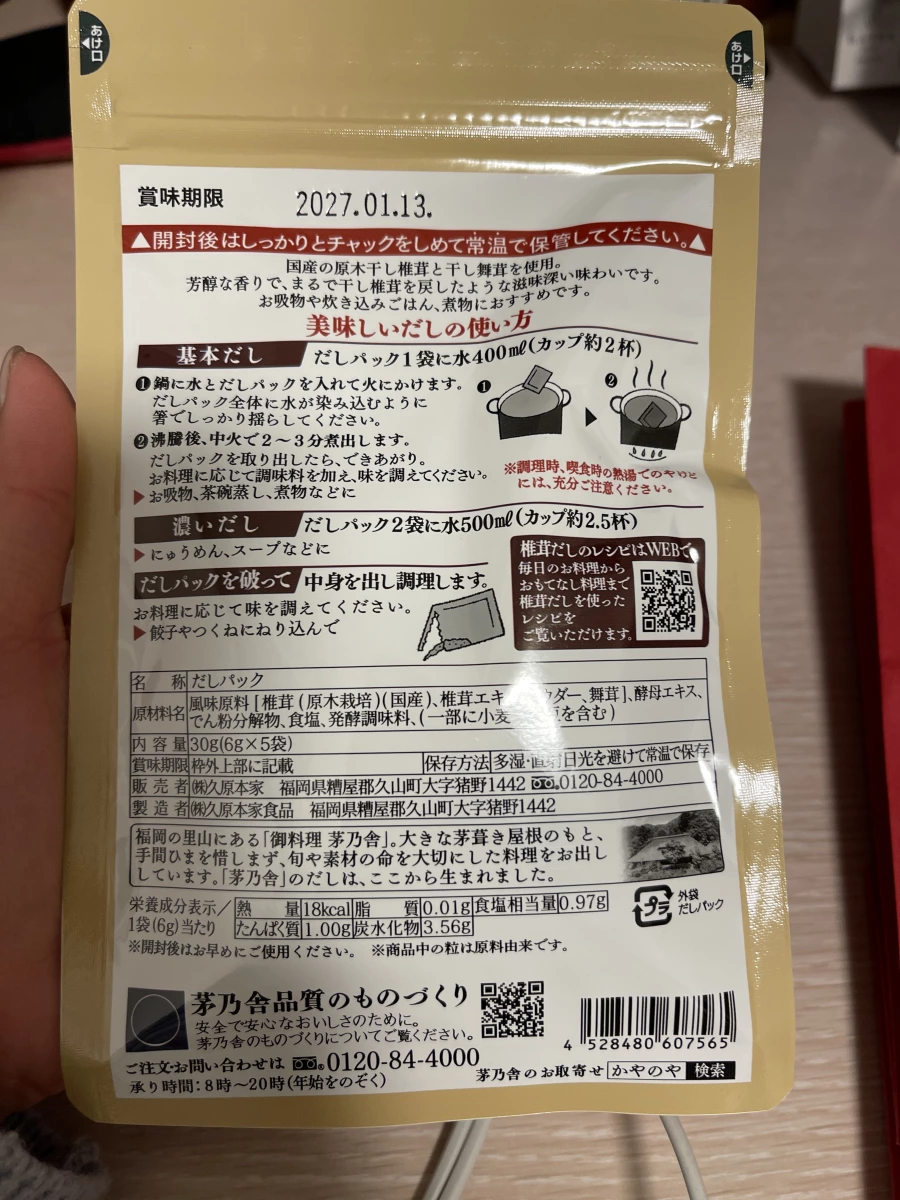 あけ口
あけ口
賞味期限 2027.01.13.
▲開封後はしっかりとチャックをしめて常温で保管してください。▲
国産の原木干し椎茸と干し舞茸を使用。
芳醇な香りで、まるで干し椎茸を戻したような滋味深い味わいです。
お吸物や炊き込みごはん、煮物におすすめです。
美味しいだしの使い方
基本だし だしパック1袋に水400㎖(カップ約2杯)
❶鍋に水とだしパックを入れて火にかけます。
だしパック全体に水が染み込むように
箸でしっかり揺らしてください。
❷沸騰後、中火で2～3分煮出します。
だしパックを取り出したら、できあがり。
お料理に応じて調味料を加え、味を調えてください。
▶お吸物、茶碗蒸し、煮物などに
❶ ❷
※調理時、喫食時の熱湯でのやけど
には、充分ご注意ください。
濃いだし だしパック2袋に水500㎖(カップ約2.5杯)
▶にゅうめん、スープなどに
だしパックを破って 中身を出し調理します。
お料理に応じて味を調えてください。
▶餃子やつくねにねり込んで
椎茸だしのレシピはWEBで
毎日のお料理から
おもてなし料理まで
椎茸だしを使った
レシピを
ご覧いただけます。
名称 だしパック
原材料名 風味原料[椎茸(原木栽培)(国産)、椎茸エキ ウダー、舞茸]、酵母エキス、
でん粉分解物、食塩、発酵調味料、(一部に小麦 を含む)
内容量 30g(6g×5袋)
賞味期限 枠外上部に記載 保存方法 多湿・直射日光を避けて常温で保存
販売者 ㈱久原本家 福岡県糟屋郡久山町大字猪野1442 0120-84-4000
製造者 ㈱久原本家食品 福岡県糟屋郡久山町大字猪野1442
福岡の里山にある「御料理 茅乃舎」。大きな茅葺き屋根のもと、
手間ひまを惜しまず、旬や素材の命を大切にした料理をお出し
しています。「茅乃舎」のだしは、ここから生まれました。
栄養成分表示/ 熱量 18kcal 脂質 0.01g 食塩相当量 0.97g
1袋(6g)当たり たんぱく質 1.00g 炭水化物 3.56g
※開封後はお早めにご使用ください。 ※商品中の粒は原料由来です。
プラ
外袋
だしパック
茅乃舎品質のものづくり
安全で安心なおいしさのために。
茅乃舎のものづくりについてご覧ください。
4 528480 607565
ご注文・お問い合わせは 0120-84-4000
承り時間:8時～20時(年始をのぞく)
茅乃舎のお取寄せ かやのや 検索